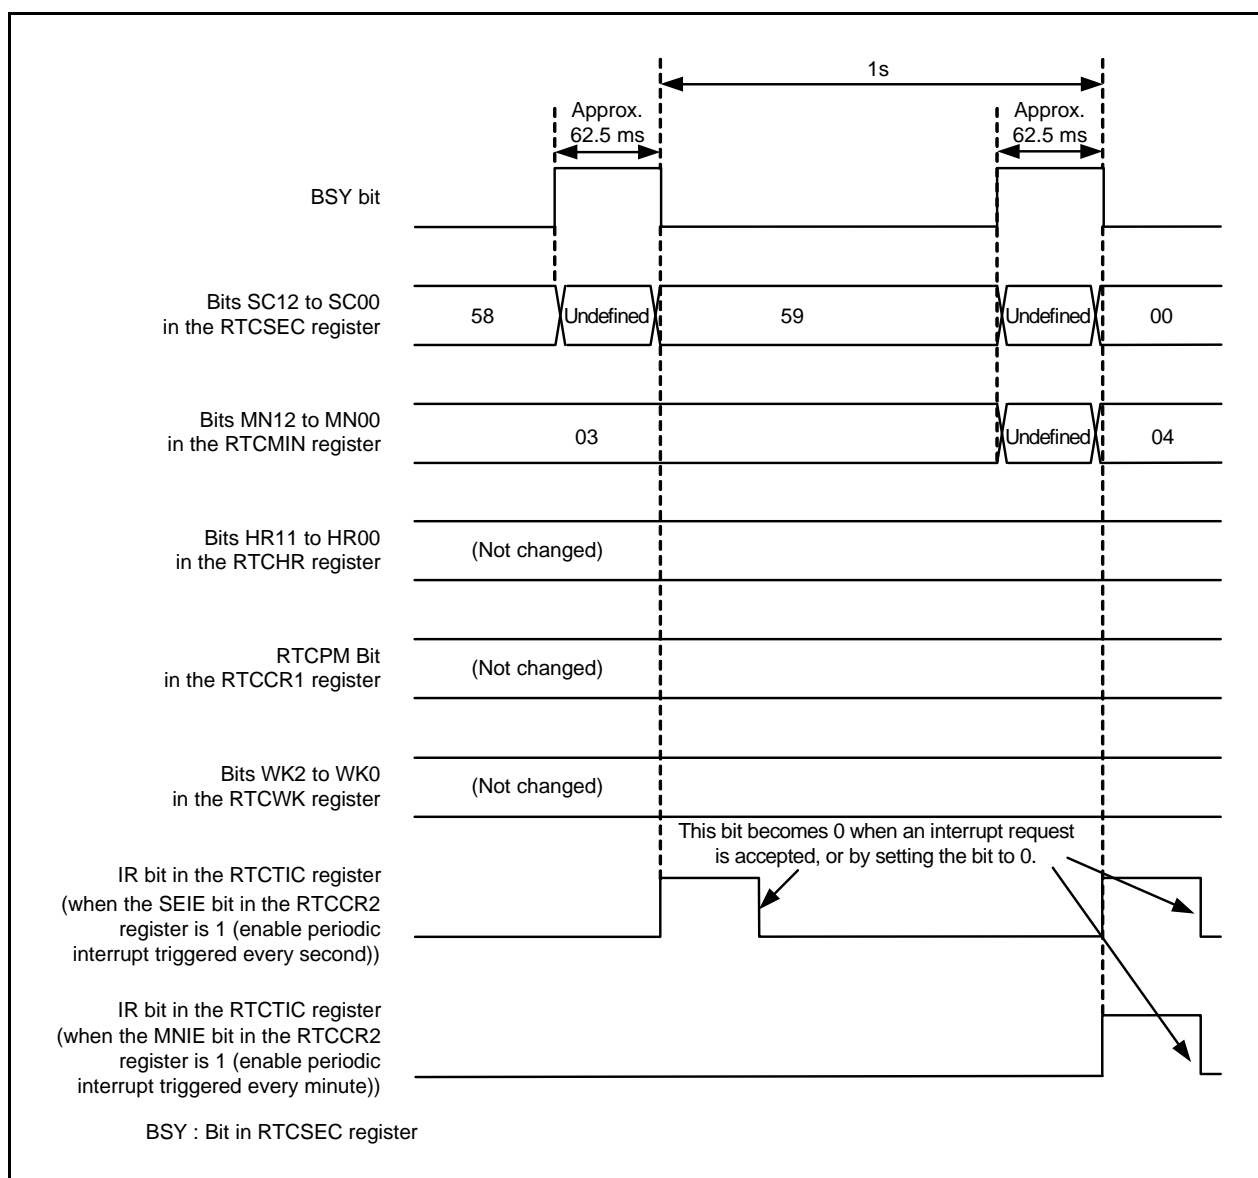 1s
Approx.
62.5 ms
Approx.
62.5 ms
BSY bit
Bits SC12 to SC00
in the RTCSEC register
58
Undefined
59
Undefined
00
Bits MN12 to MN00
in the RTCMIN register
03
Undefined
04
Bits HR11 to HR00
in the RTCHR register
(Not changed)
RTCPM Bit
in the RTCCR1 register
(Not changed)
Bits WK2 to WK0
in the RTCWK register
(Not changed)
This bit becomes 0 when an interrupt request
is accepted, or by setting the bit to 0.
IR bit in the RTCTIC register
(when the SEIE bit in the RTCCR2
register is 1 (enable periodic
interrupt triggered every second))
IR bit in the RTCTIC register
(when the MNIE bit in the RTCCR2
register is 1 (enable periodic
interrupt triggered every minute))
BSY : Bit in RTCSEC register